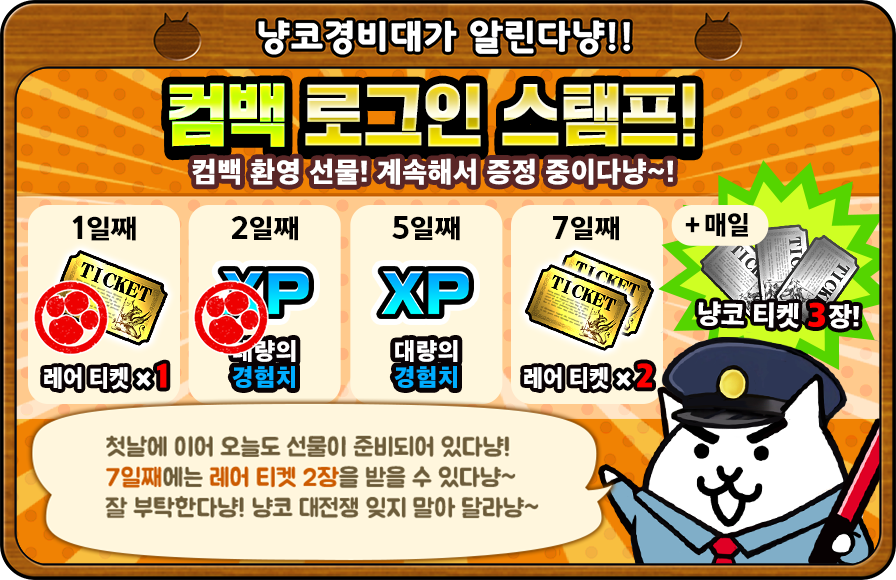 냥코경비대가 알린다냥!!
컴백 로그인 스탬프!
컴백 환영 선물! 계속해서 증정 중이다냥~!
1일째
TICKET
레어 티켓 ×1
2일째
XP
대량의
경험치
5일째
XP
대량의
경험치
7일째
TICKET
TICKET
레어 티켓 ×2
+매일
냥코 티켓 3장!
첫날에 이어 오늘도 선물이 준비되어 있다냥!
7일째에는 레어 티켓 2장을 받을 수 있다냥~
잘 부탁한다냥! 냥코 대전쟁 잊지 말아 달라냥~